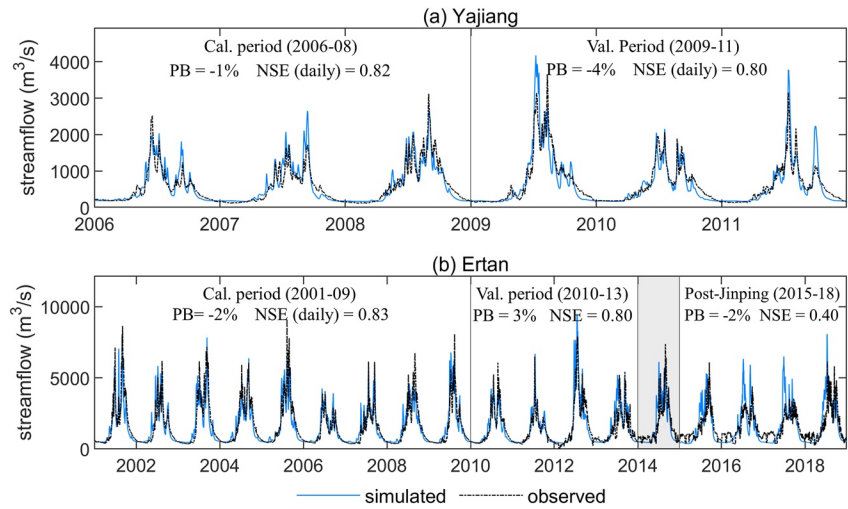 (a) Yajiang
Cal. period (2006-08)
PB = -1% NSE (daily) = 0.82
Val. Period (2009-11)
PB = -4% NSE (daily) = 0.80
streamflow (m³/s)
4000
3000
2000
1000
0
2006 2007 2008 2009 2010 2011
(b) Ertan
Cal. period (2001-09)
PB= -2% NSE (daily) = 0.83
Val. period (2010-13)
PB = 3% NSE = 0.80
Post-Jinping (2015-18)
PB = -2% NSE = 0.40
streamflow (m³/s)
10000
5000
0
2002 2004 2006 2008 2010 2012 2014 2016 2018
simulated observed